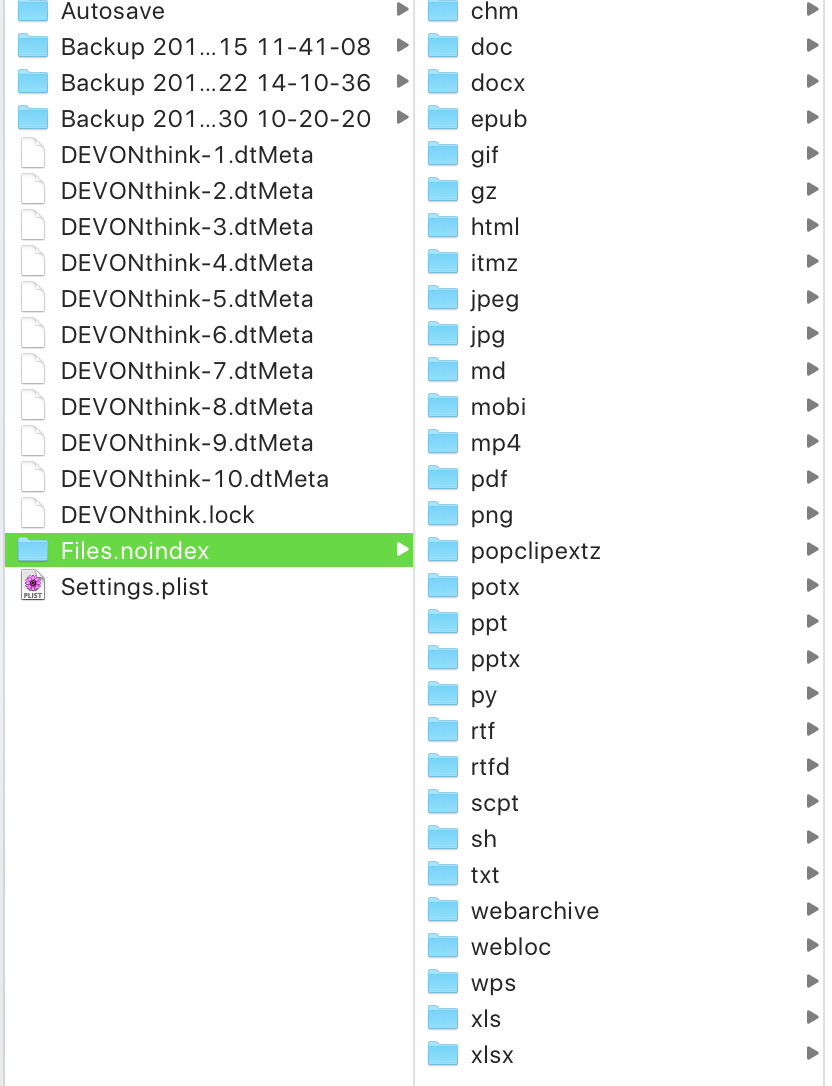 Autosave
Backup 201...15 11-41-08
Backup 201...22 14-10-36
Backup 201...30 10-20-20
DEVONthink-1.dtMeta
DEVONthink-2.dtMeta
DEVONthink-3.dtMeta
DEVONthink-4.dtMeta
DEVONthink-5.dtMeta
DEVONthink-6.dtMeta
DEVONthink-7.dtMeta
DEVONthink-8.dtMeta
DEVONthink-9.dtMeta
DEVONthink-10.dtMeta
DEVONthink.lock
Files.noindex
PLIST
Settings.plist
chm
doc
docx
epub
gif
gz
html
itmz
jpeg
jpg
md
mobi
mp4
pdf
png
popclipextz
potx
ppt
pptx
py
rtf
rtfd
scpt
sh
txt
webarchive
webloc
wps
xls
xlsx